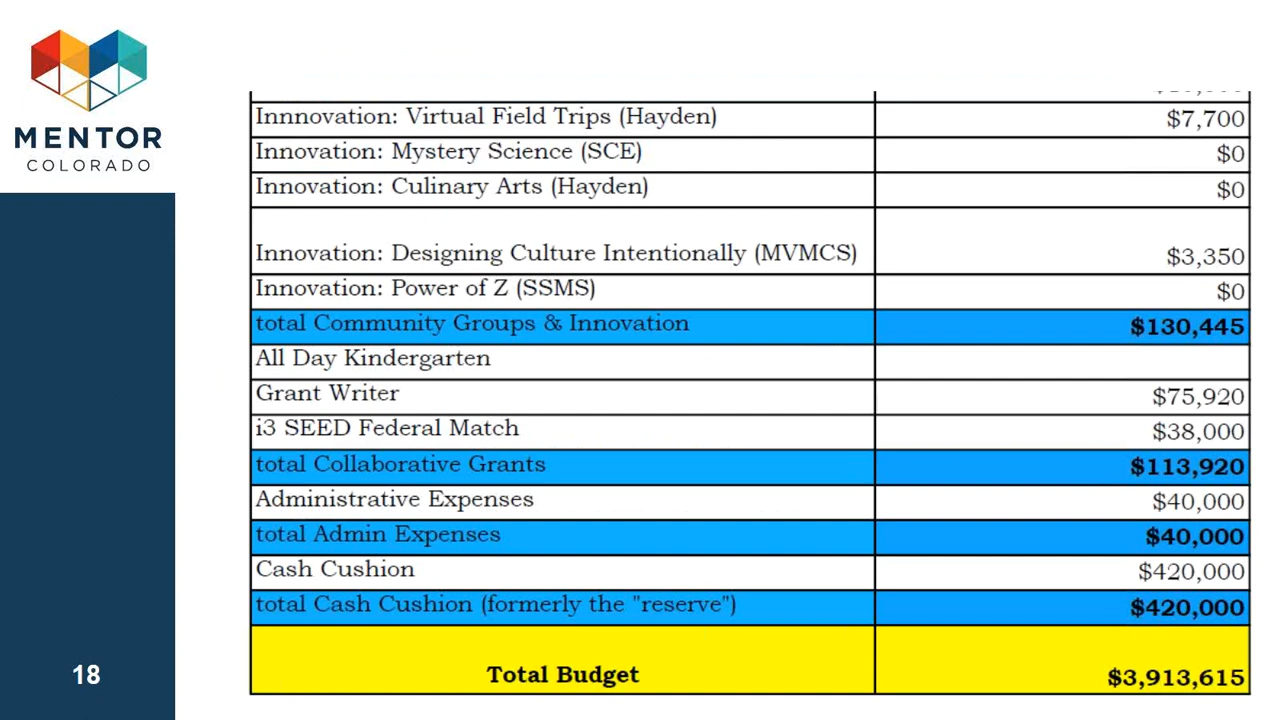 MENTOR
COLORADO
Innnovation: Virtual Field Trips (Hayden) $7,700
Innovation: Mystery Science (SCE) $0
Innovation: Culinary Arts (Hayden) $0
Innovation: Designing Culture Intentionally (MVMCS) $3,350
Innovation: Power of Z (SSMS) $0
total Community Groups & Innovation $130,445
All Day Kindergarten
Grant Writer $75,920
i3 SEED Federal Match $38,000
total Collaborative Grants $113,920
Administrative Expenses $40,000
total Admin Expenses $40,000
Cash Cushion $420,000
total Cash Cushion (formerly the "reserve") $420,000
Total Budget $3,913,615
18